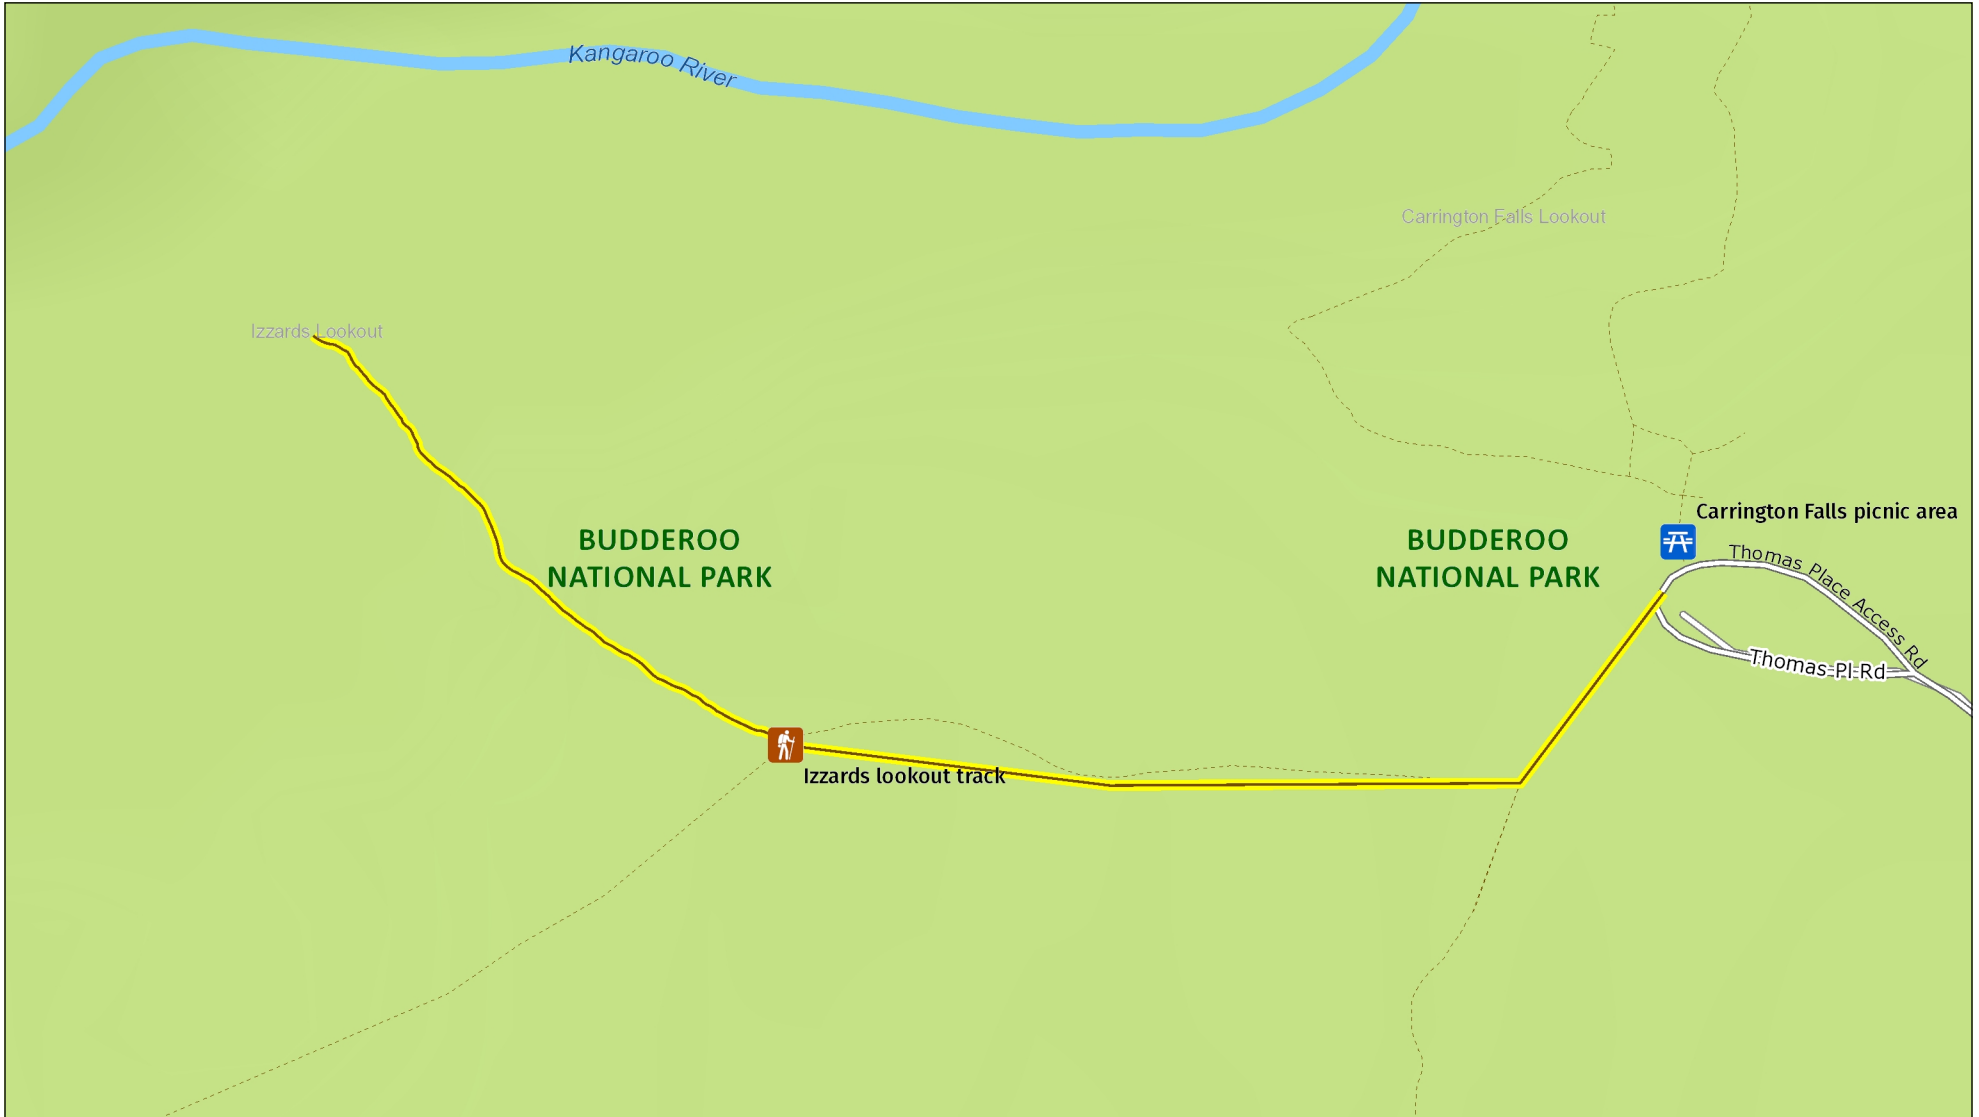 Kangaroo River
Carrington Falls Lookout
Izzards Lookout
BUDDEROO
NATIONAL PARK
BUDDEROO
NATIONAL PARK
Carrington Falls picnic area
Thomas Place Access Rd
Thomas Pl Rd
Izzards lookout track